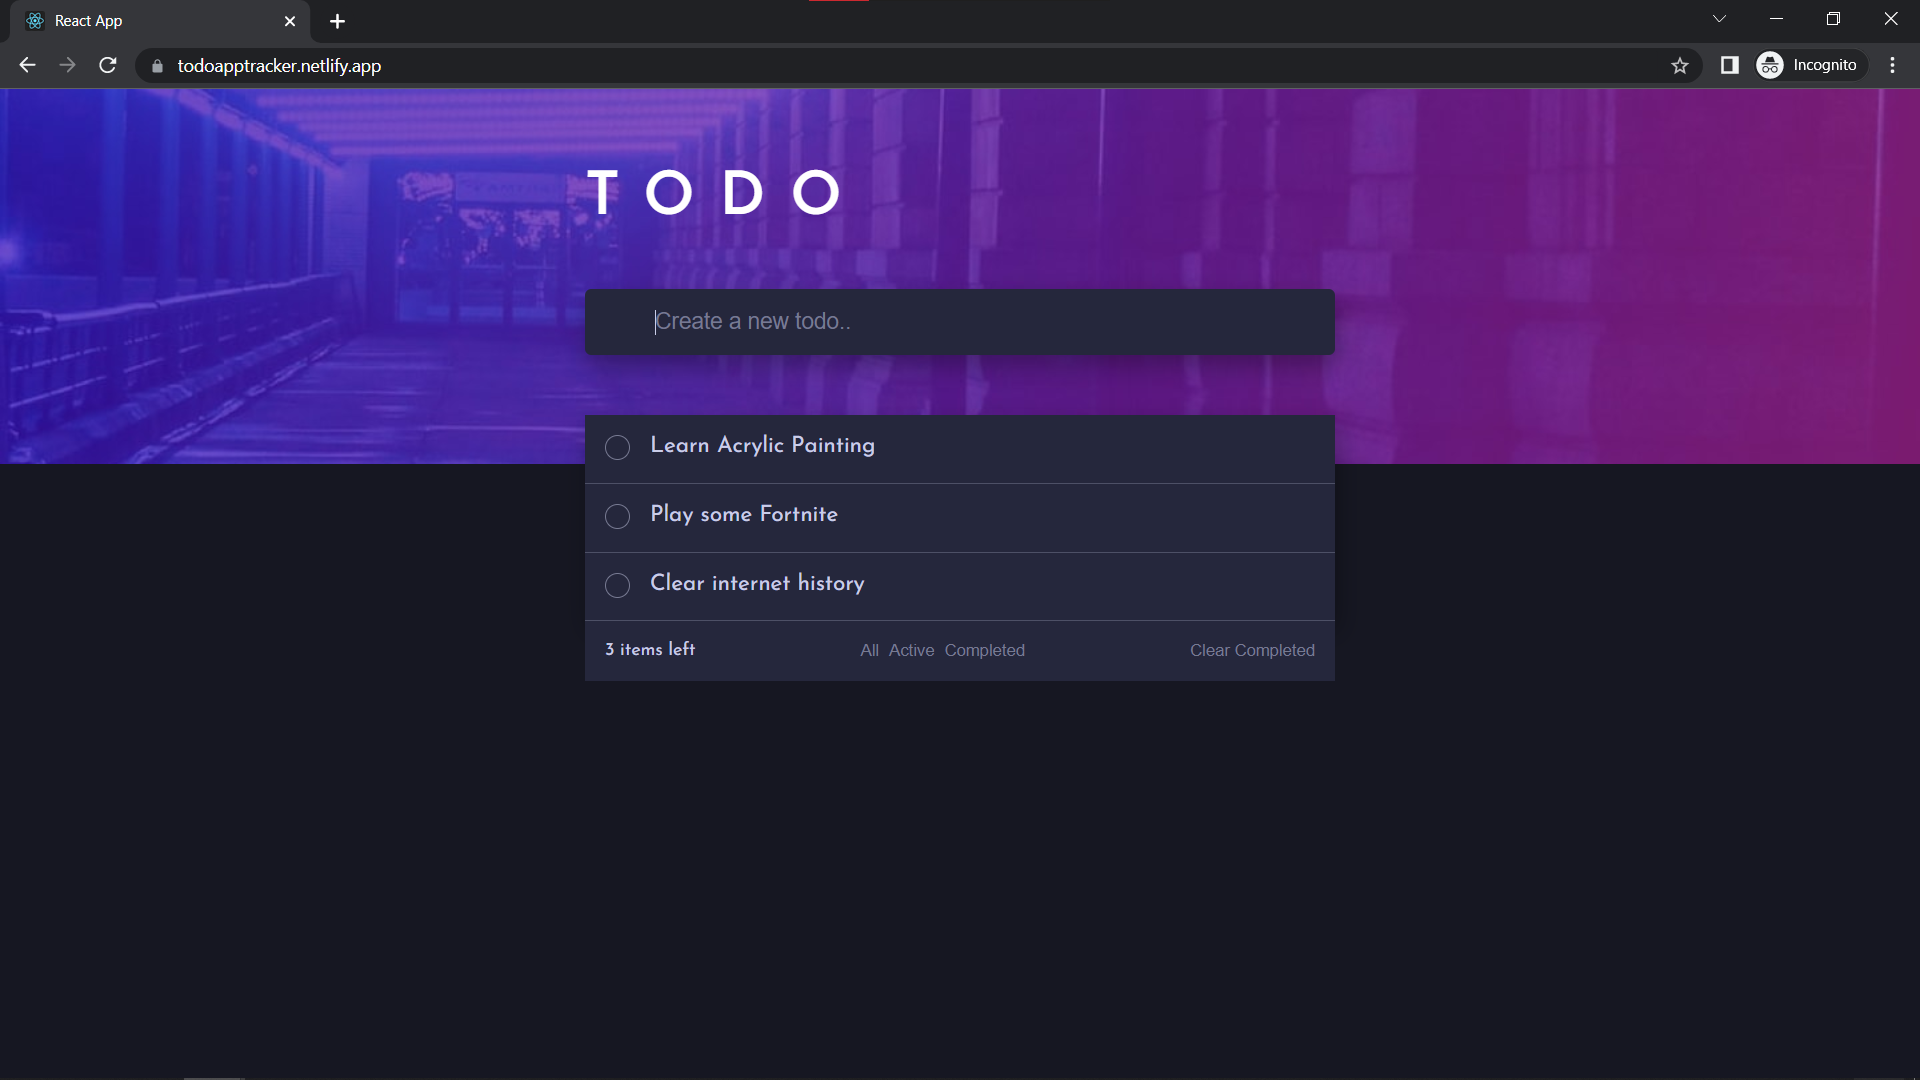 React App
todoapptracker.netlify.app
Incognito
TODO
Create a new todo..
Learn Acrylic Painting
Play some Fortnite
Clear internet history
3 items left All Active Completed Clear Completed